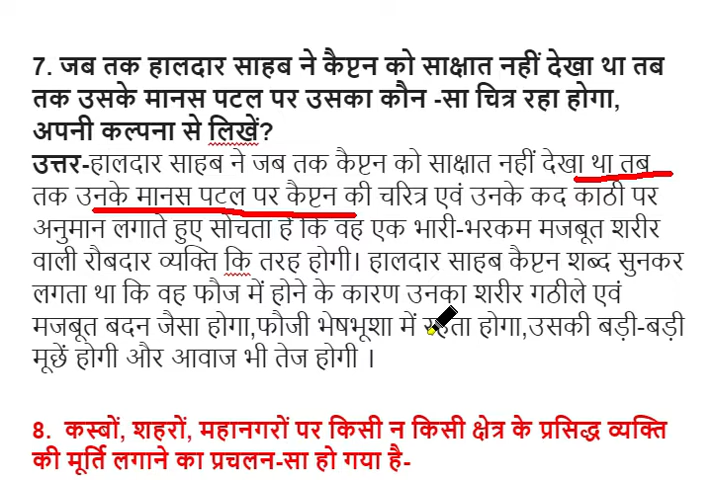 7. जब तक हालदार साहब ने कैप्टन को साक्षात नहीं देखा था तब
तक उसके मानस पटल पर उसका कौन -सा चित्र रहा होगा,
अपनी कल्पना से लिखें?
उत्तर-हालदार साहब ने जब तक कैप्टन को साक्षात नहीं देखा था तब
तक उनके मानस पटल पर कैप्टन की चरित्र एवं उनके कद काठी पर
अनुमान लगाते हुए सोचता है कि वह एक भारी-भरकम मजबूत शरीर
वाली रौबदार व्यक्ति कि तरह होगी। हालदार साहब कैप्टन शब्द सुनकर
लगता था कि वह फौज में होने के कारण उनका शरीर गठीले एवं
मजबूत बदन जैसा होगा,फौजी भेषभूशा में रहता होगा,उसकी बड़ी-बड़ी
मूछें होगी और आवाज भी तेज होगी ।
8. कस्बों, शहरों, महानगरों पर किसी न किसी क्षेत्र के प्रसिद्ध व्यक्ति
की मूर्ति लगाने का प्रचलन-सा हो गया है-